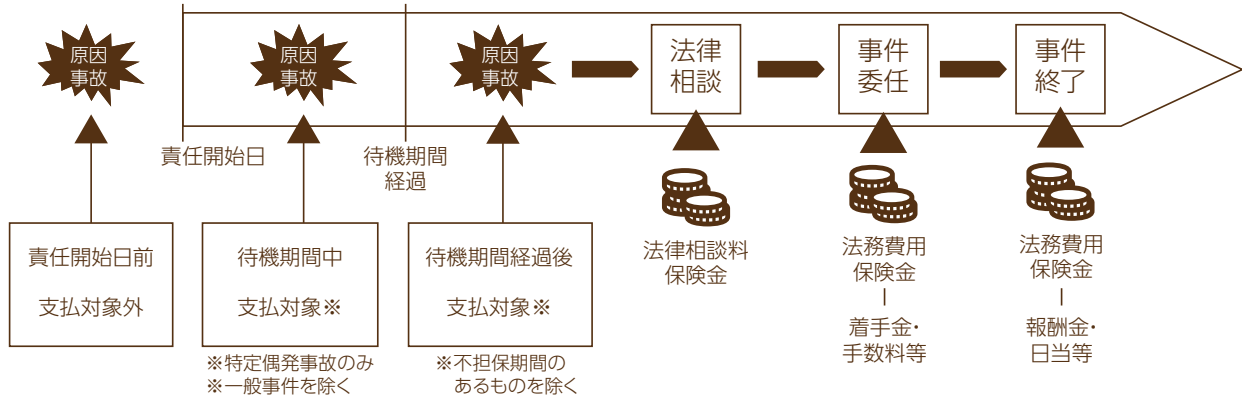 原因
事故
原因
事故
原因
事故
法律
相談
事件
委任
事件
終了
責任開始日
待機期間
経過
責任開始日前
支払対象外
待機期間中
支払対象※
待機期間経過後
支払対象※
法律相談料
保険金
法務費用
保険金
着手金・
手数料等
法務費用
保険金
報酬金・
日当等
※特定偶発事故のみ
※一般事件を除く
※不担保期間の
あるものを除く